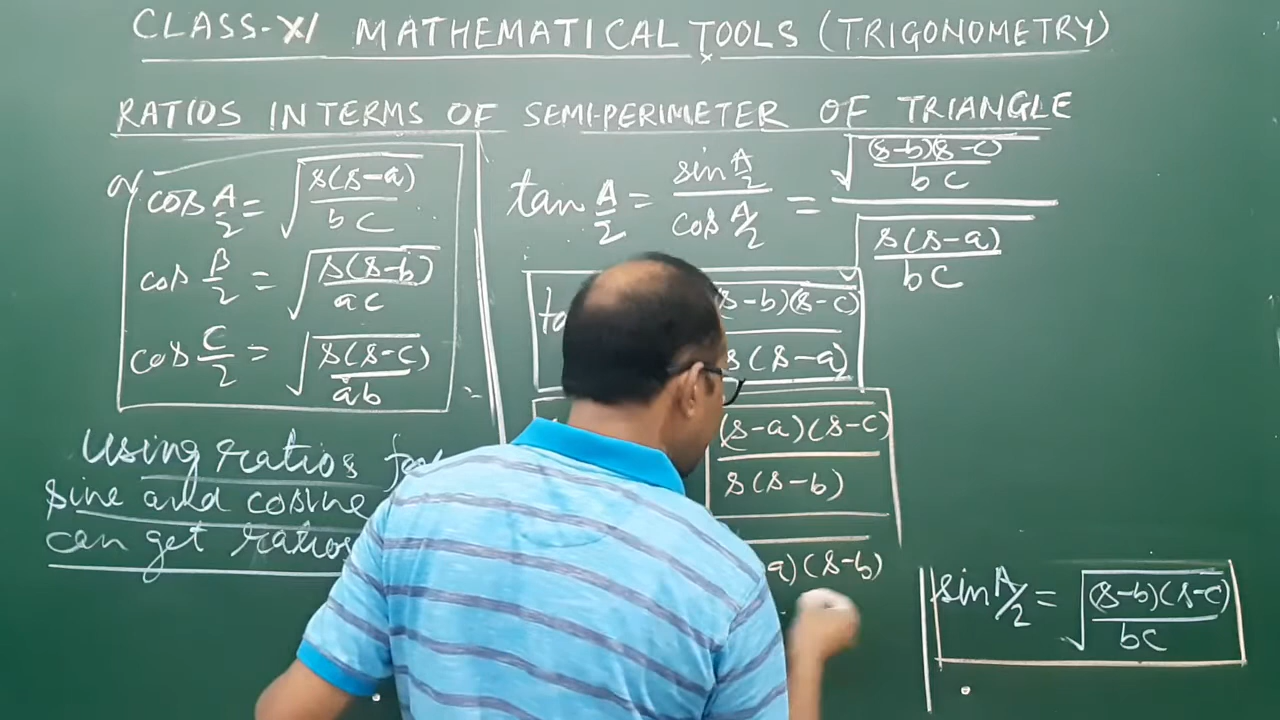 CLASS-XI MATHEMATICAL TOOLS (TRIGONOMETRY)
RATIOS IN TERMS OF SEMI-PERIMETER OF TRIANGLE
cos A/2 = √(s(s-a)/bc)
cos B/2 = √(s(s-b)/ac)
cos C/2 = √(s(s-c)/ab)
Using ratios
sine and cosine
can get ratios
tan A/2 = sin A/2 / cos A/2 = √((s-b)(s-c)/bc) / √(s(s-a)/bc)
(s-b)(s-c)
s(s-a)
(s-a)(s-c)
s(s-b)
a)(s-b)
sin A/2 = √((s-b)(s-c)/bc)